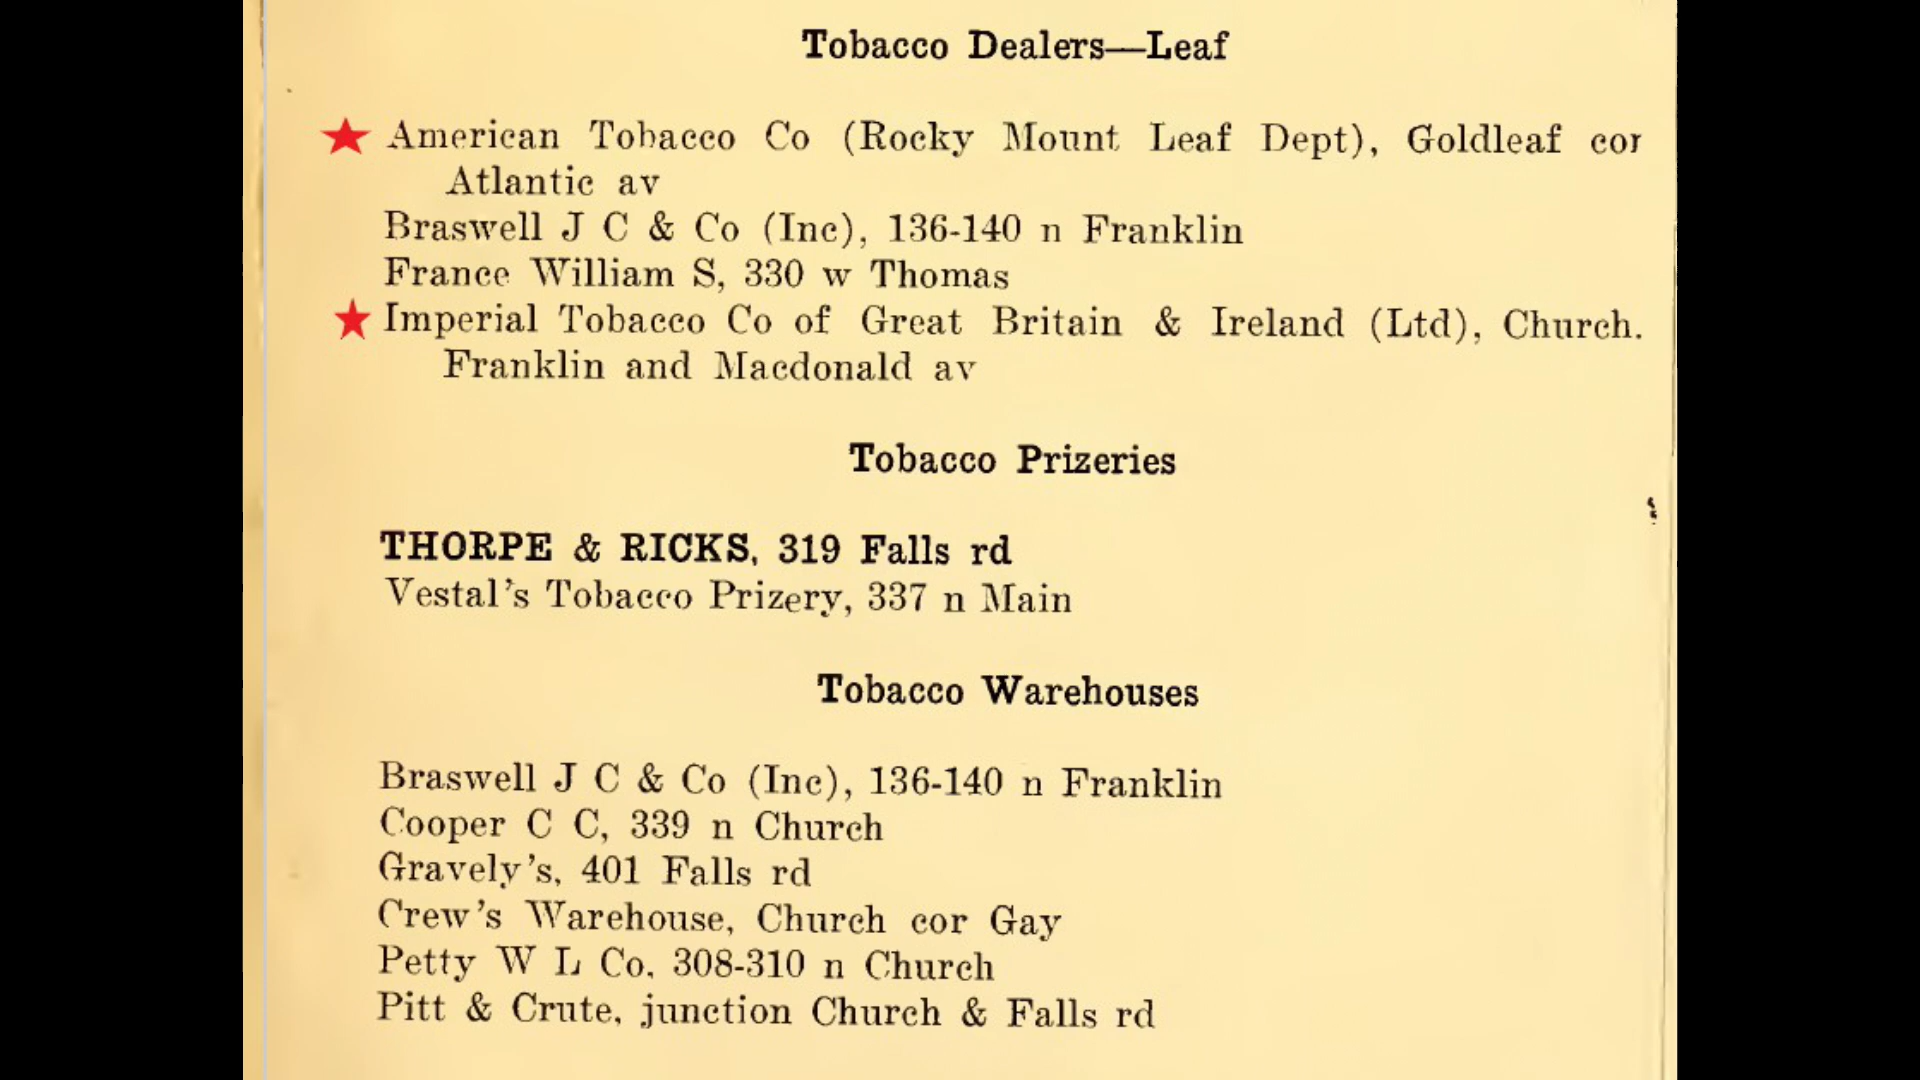 Tobacco Dealers—Leaf
American Tobacco Co (Rocky Mount Leaf Dept), Goldleaf cor
Atlantic av
Braswell J C & Co (Inc), 136-140 n Franklin
France William S, 330 w Thomas
Imperial Tobacco Co of Great Britain & Ireland (Ltd), Church.
Franklin and Macdonald av
Tobacco Prizeries
THORPE & RICKS, 319 Falls rd
Vestal's Tobacco Prizery, 337 n Main
Tobacco Warehouses
Braswell J C & Co (Inc), 136-140 n Franklin
Cooper C C, 339 n Church
Gravely's, 401 Falls rd
Crew's Warehouse, Church cor Gay
Petty W L Co, 308-310 n Church
Pitt & Crute, junction Church & Falls rd